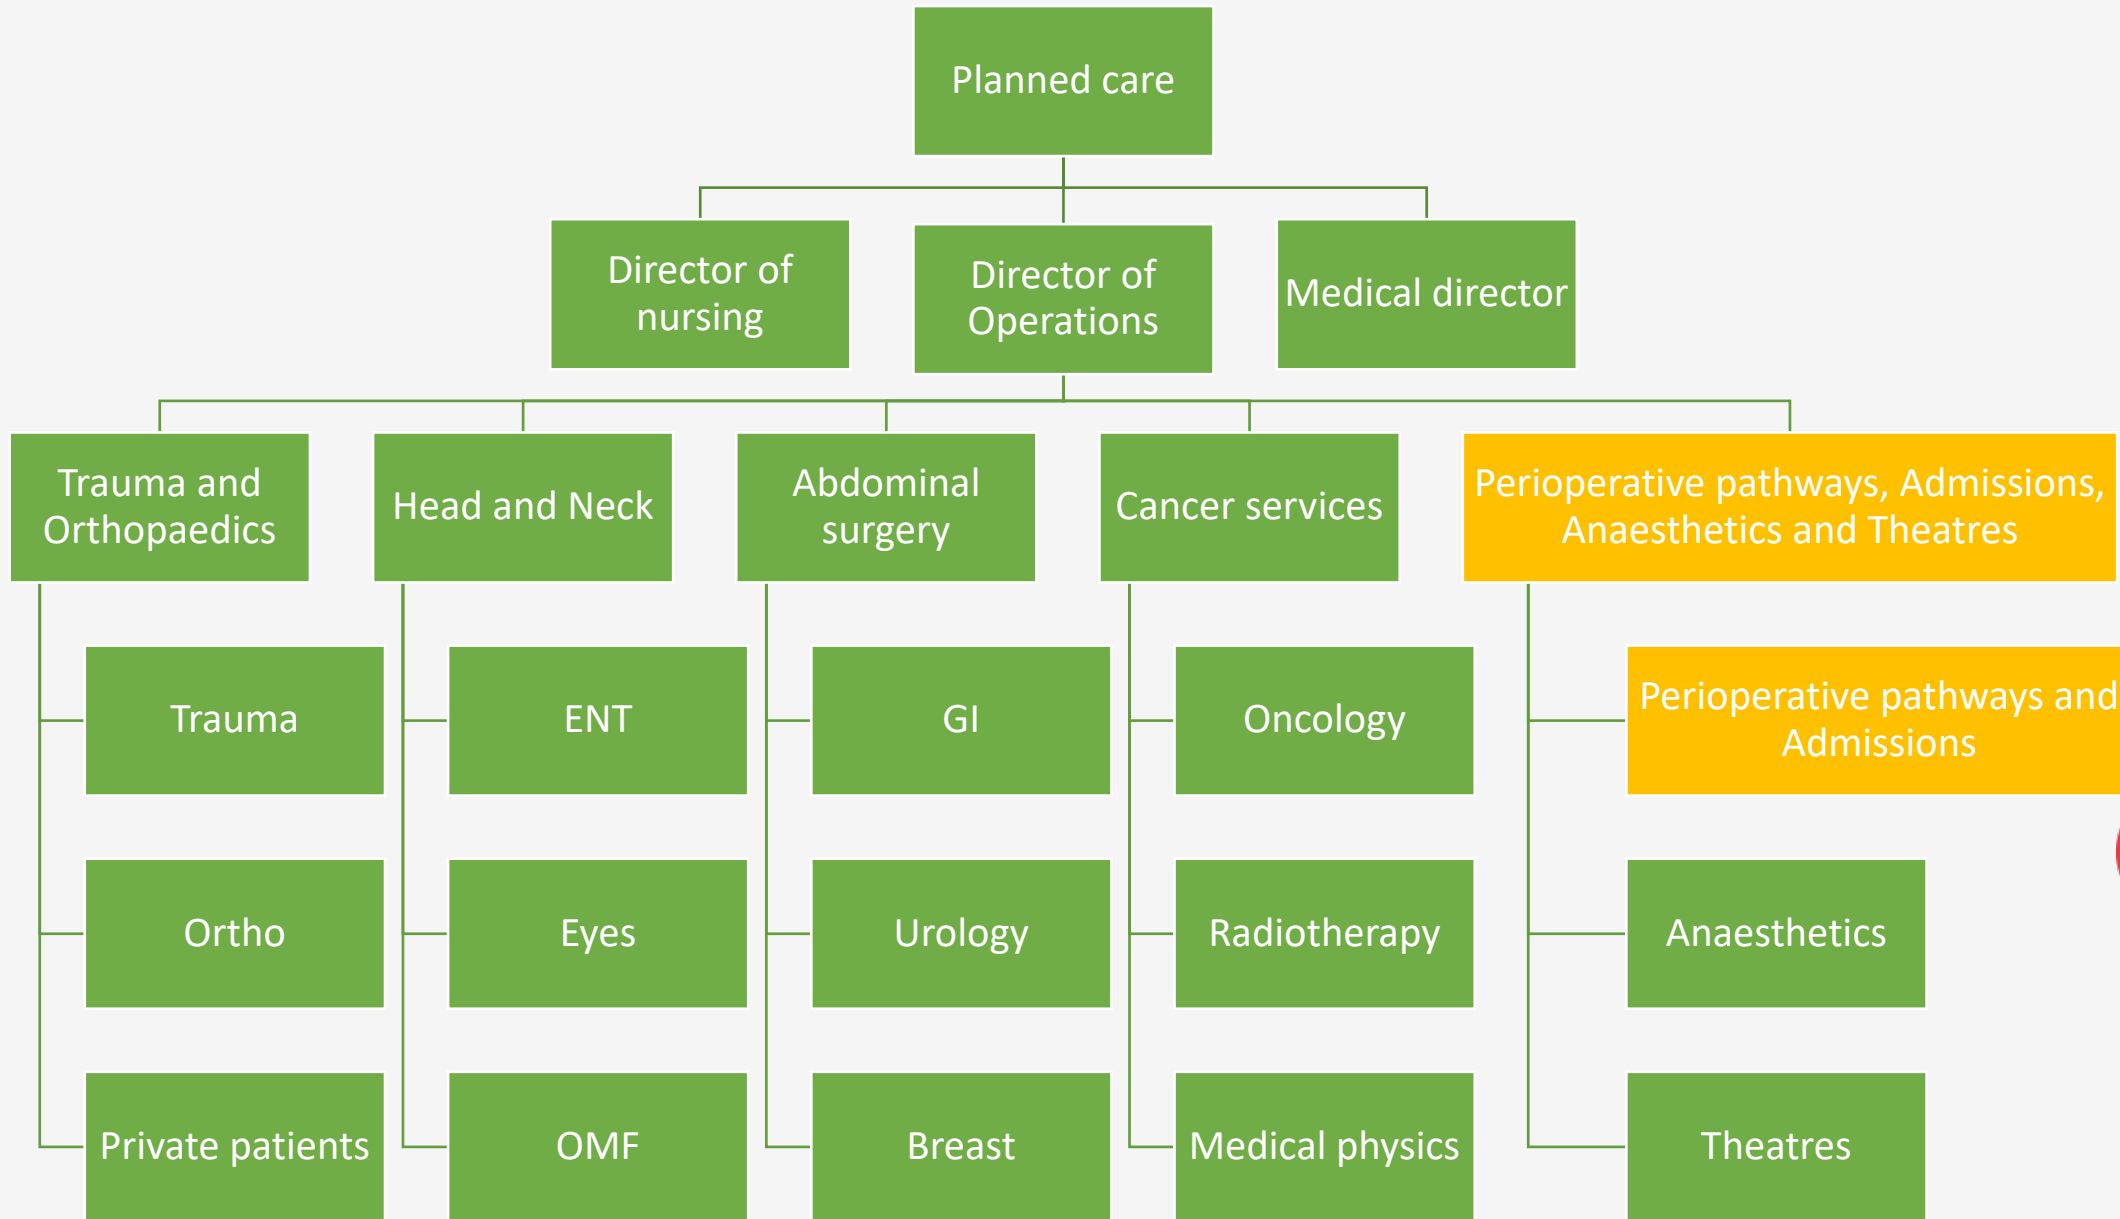 Planned care
Director of
nursing
Director of
Operations
Medical director
Trauma and
Orthopaedics
Head and Neck
Abdominal
surgery
Cancer services
Perioperative pathways, Admissions,
Anaesthetics and Theatres
Trauma
ENT
GI
Oncology
Perioperative pathways and
Admissions
Ortho
Eyes
Urology
Radiotherapy
Anaesthetics
Private patients
OMF
Breast
Medical physics
Theatres